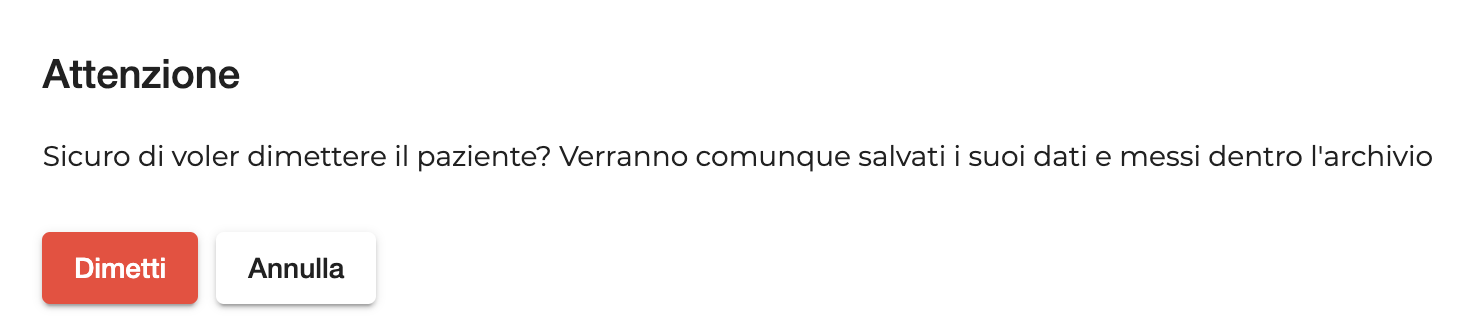 Attenzione
Sicuro di voler dimettere il paziente? Verranno comunque salvati i suoi dati e messi dentro l'archivio
Dimetti Annulla